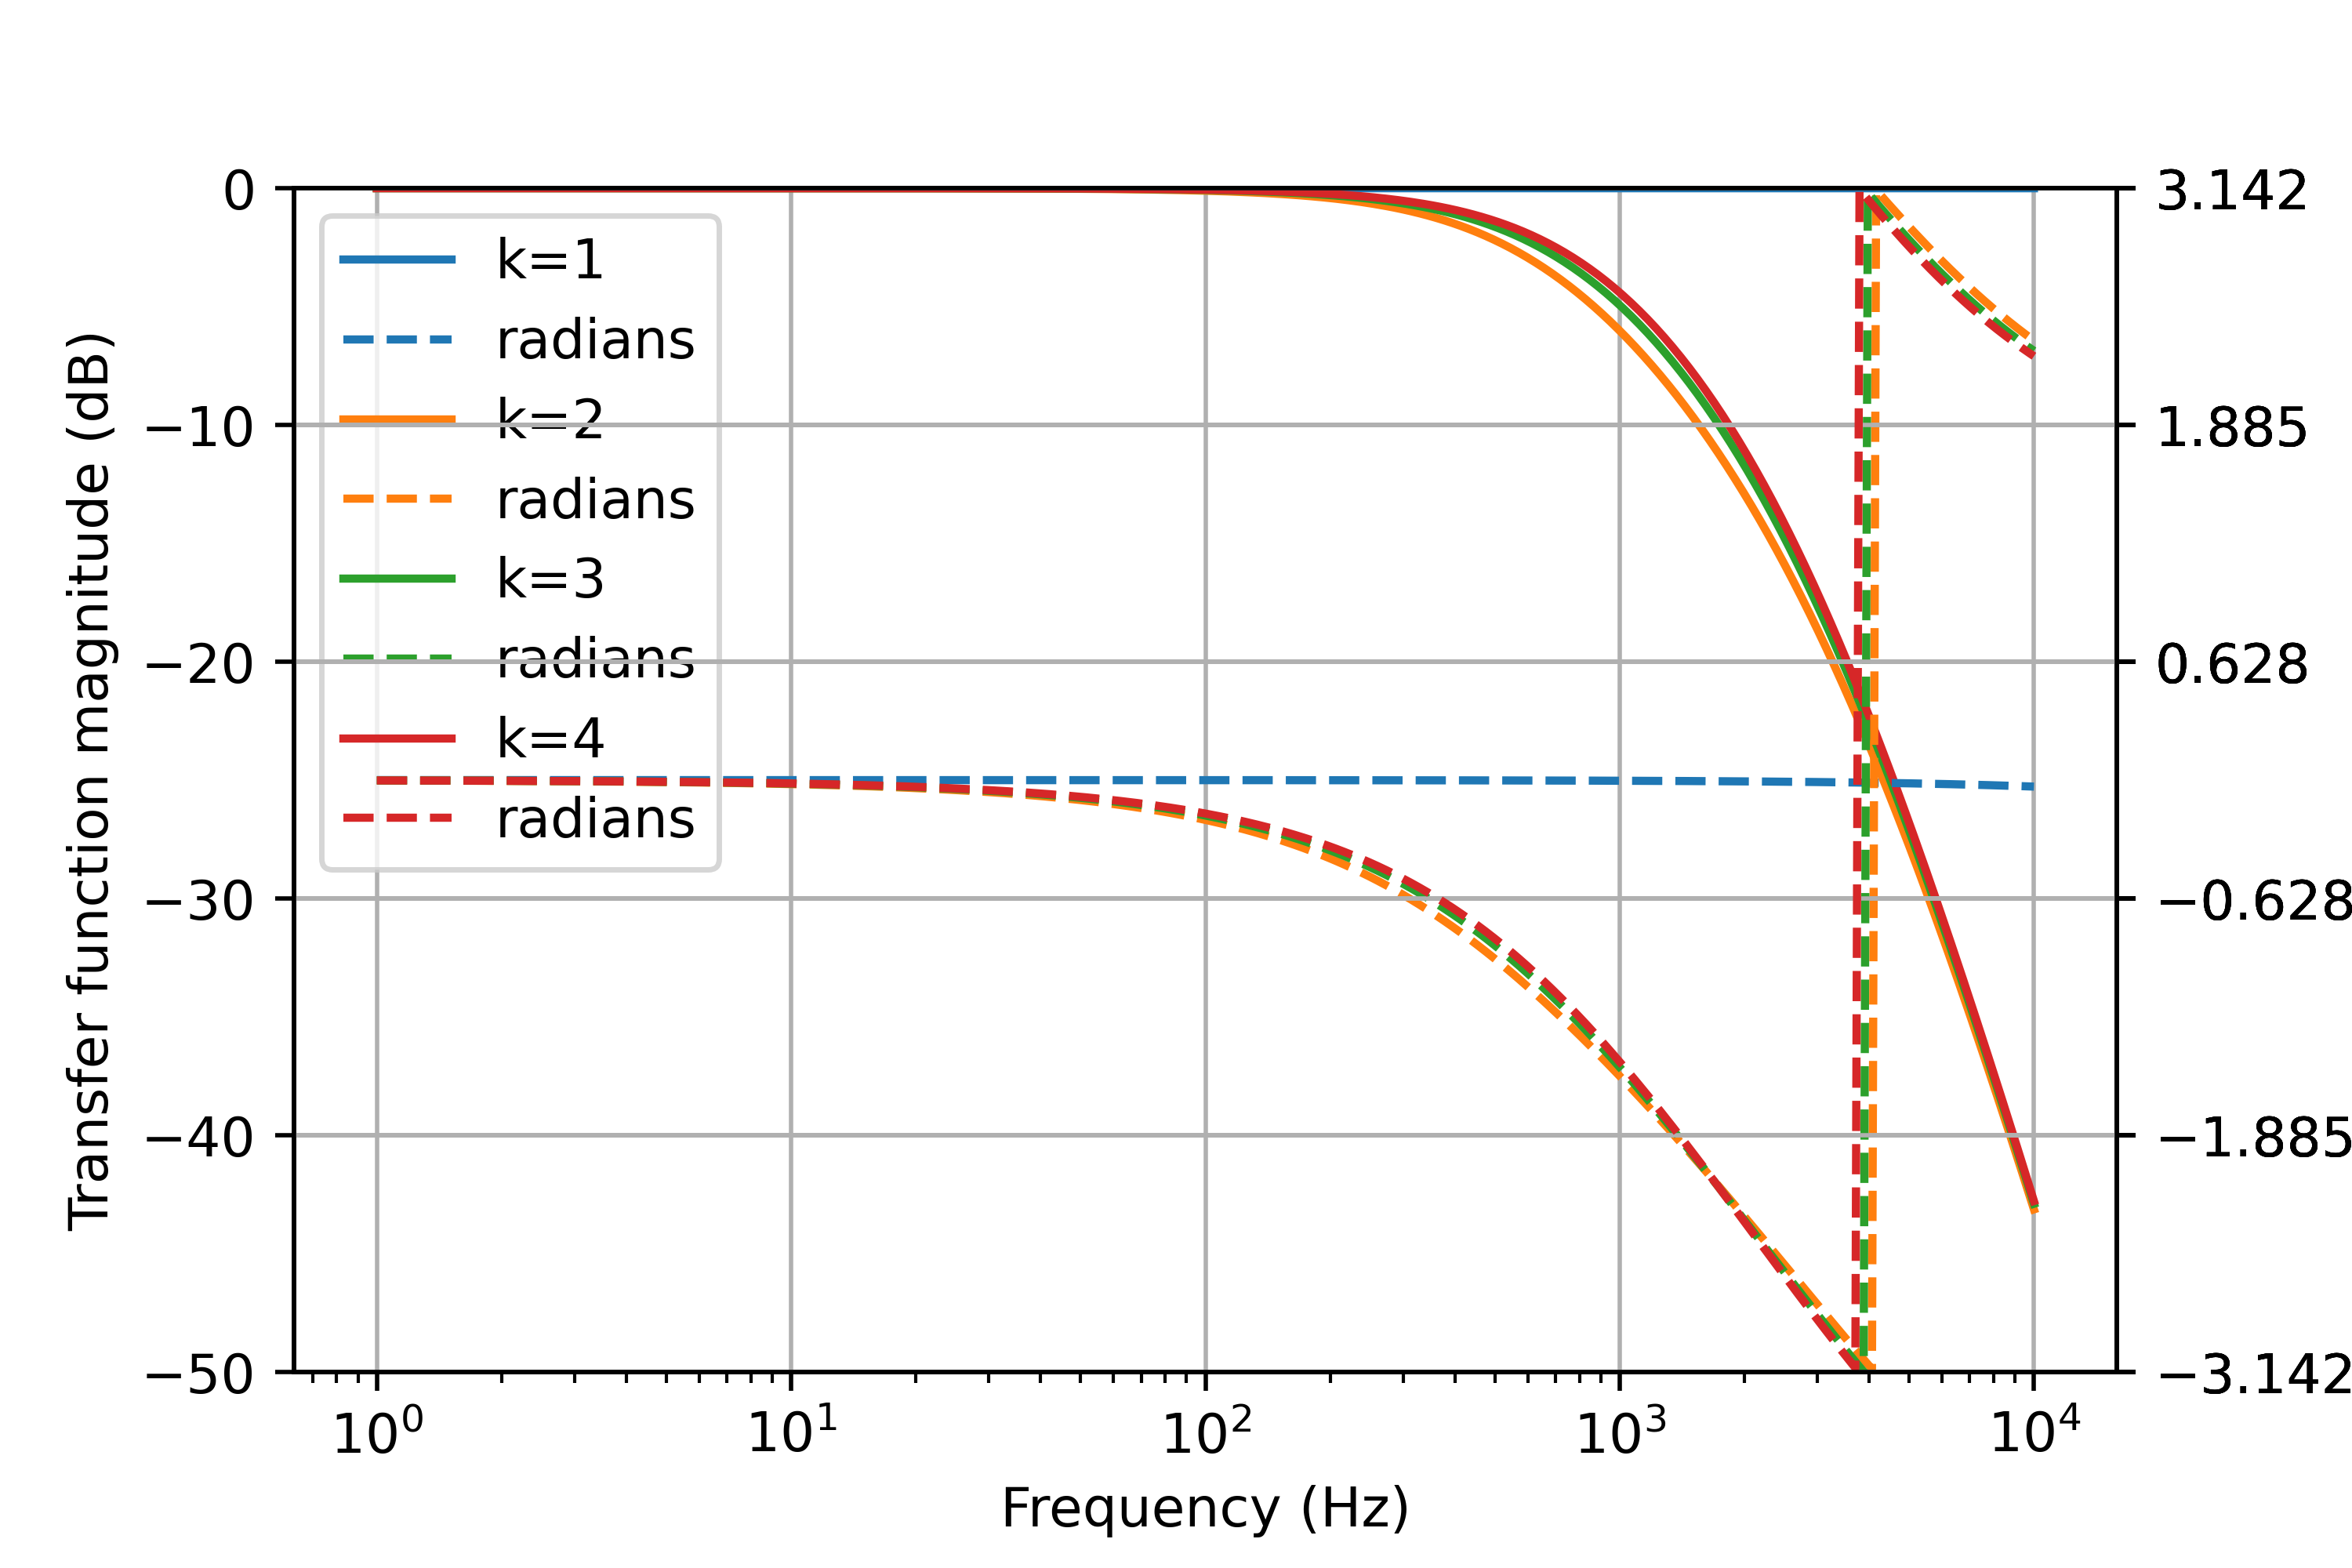 Transfer function magnitude (dB)
0
−10
−20
−30
−40
−50
k=1
radians
k=2
radians
k=3
radians
k=4
radians
3.142
1.885
0.628
−0.628
−1.885
−3.142
10⁰
10¹
10²
10³
10⁴
Frequency (Hz)